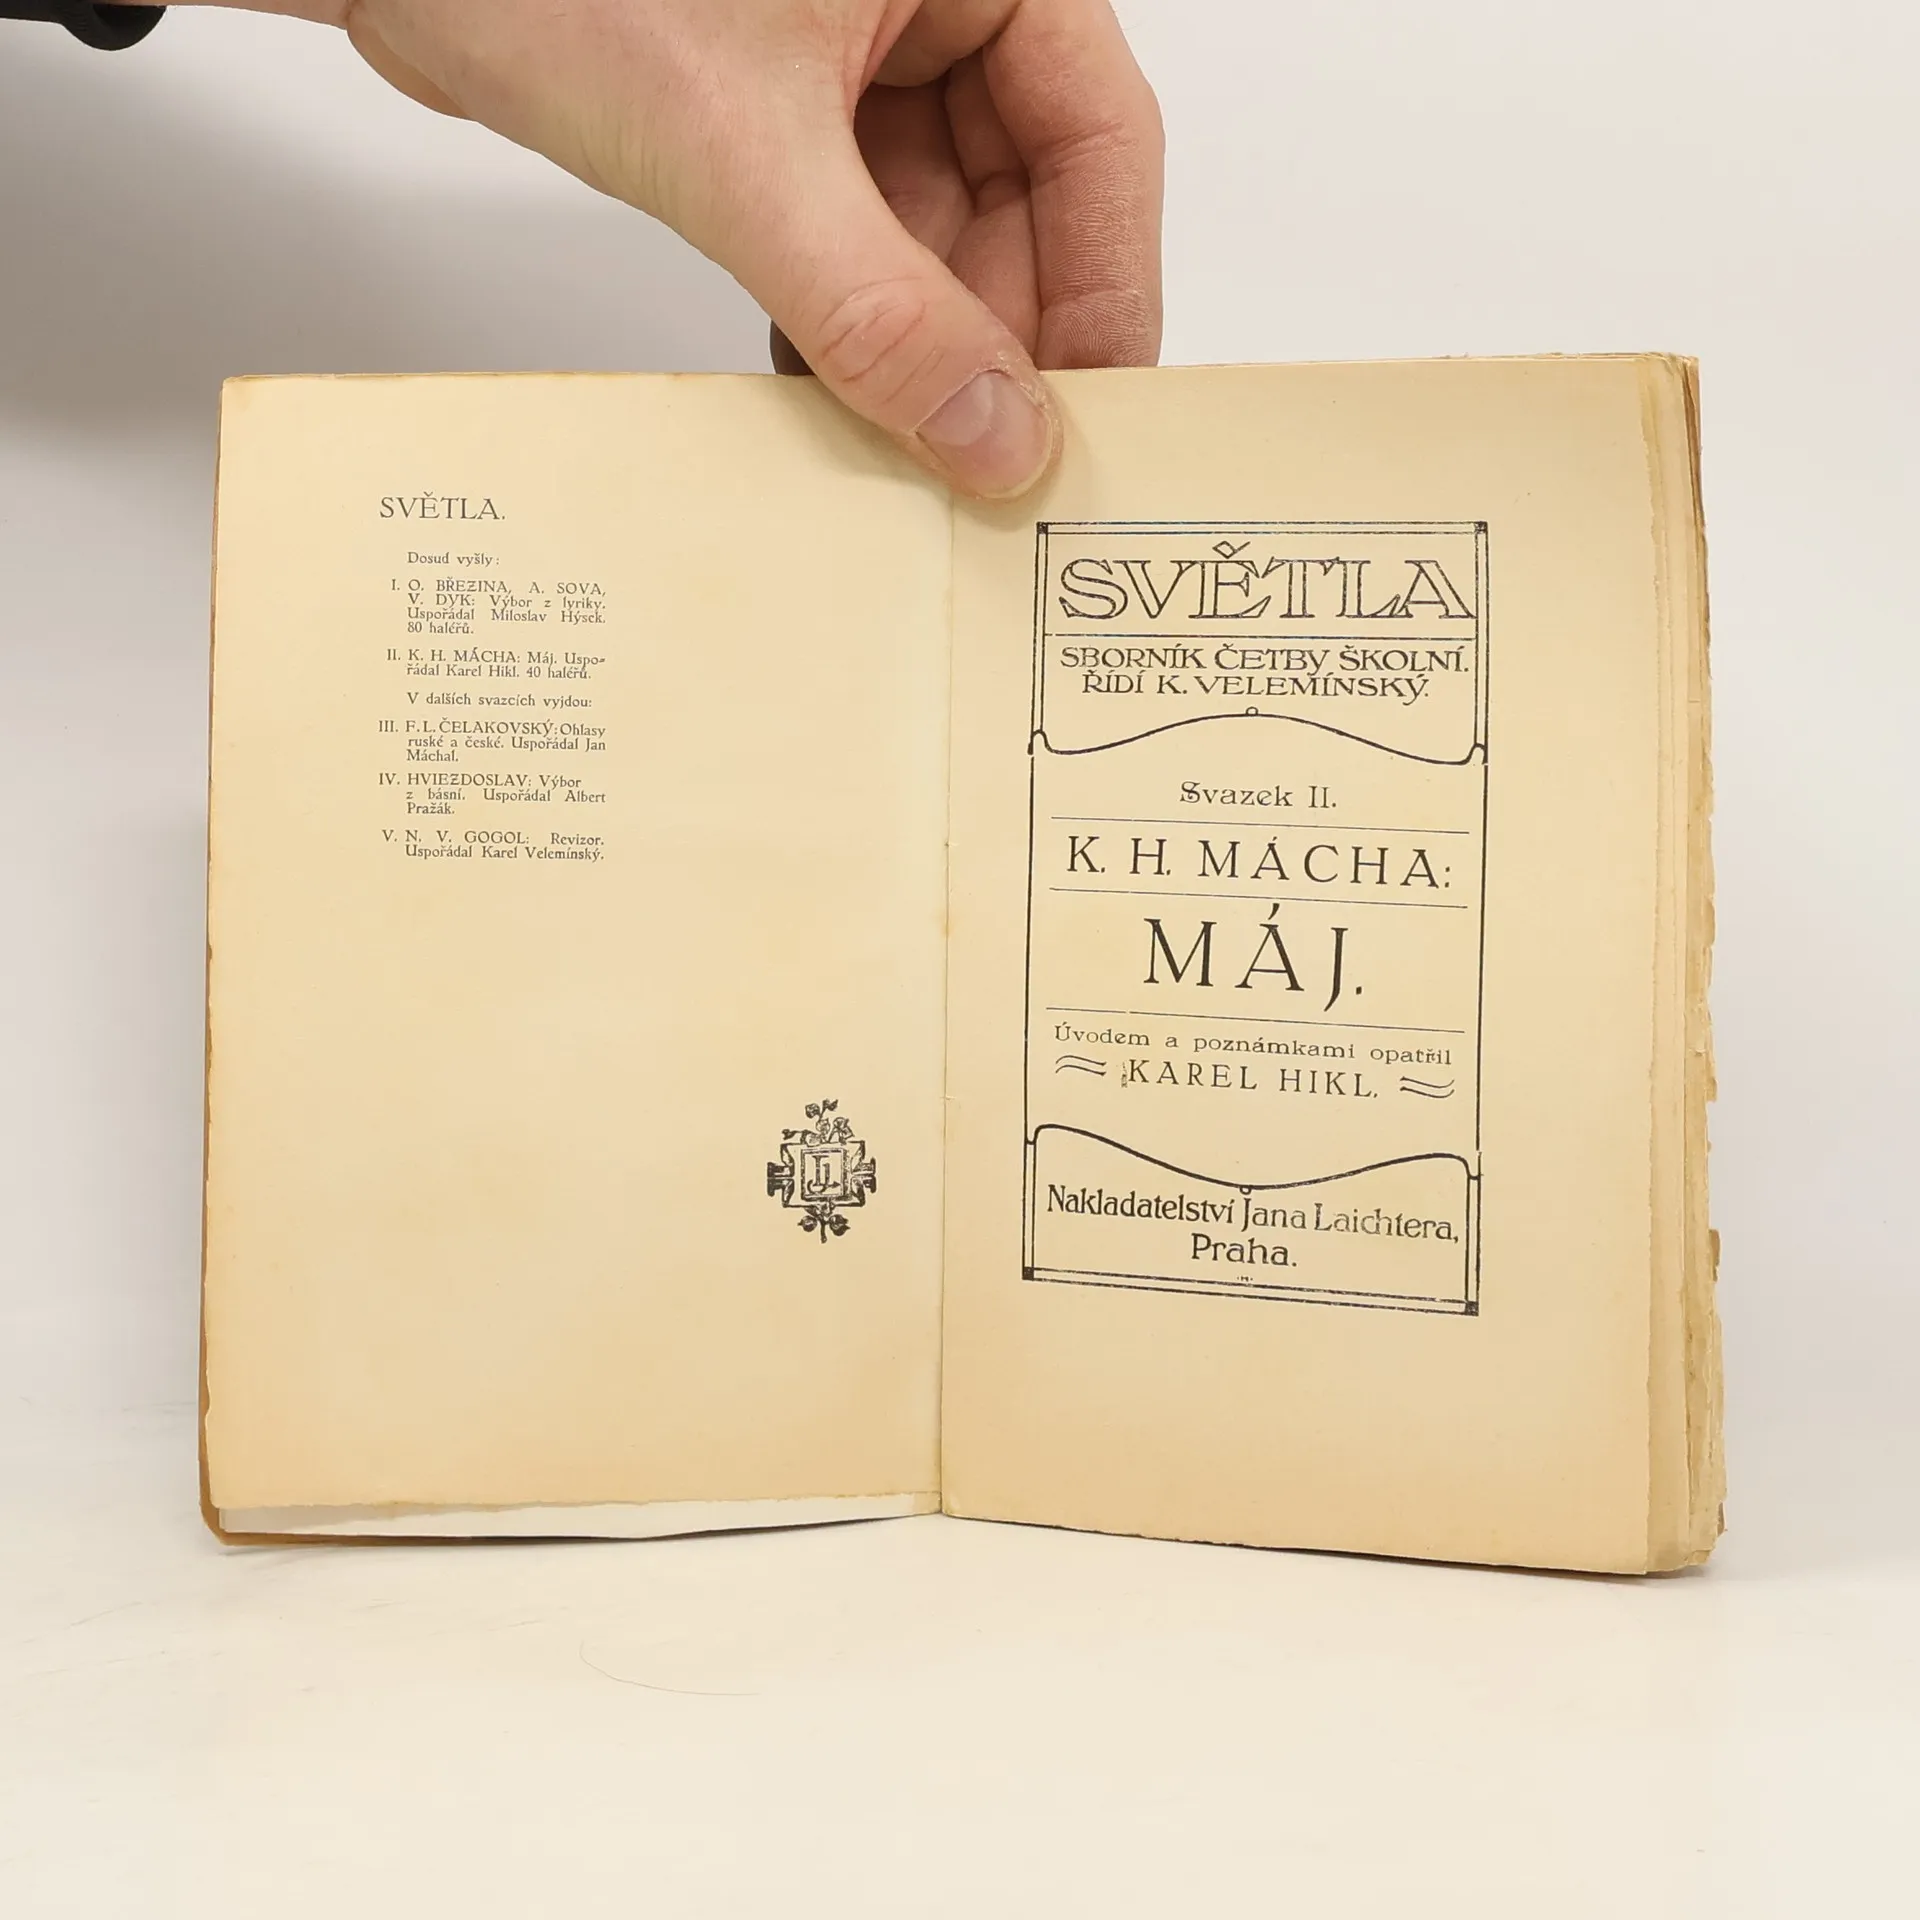 SVĚTLA.
Dosud vyšly:
I. O. BŘEZINA, A. SOVA,
V. DYK: Výbor z lyriky.
Uspořádal Miloslav Hýsek.
80 haléřů.
II. K. H. MÁCHA: Máj. Uspo-
řádal Karel Hikl. 40 haléřů.
V dalších svazcích vyjdou:
III. F. L. ČELAKOVSKÝ: Ohlasy
ruské a české. Uspořádal Jan
Máchal.
IV. HVIEZDOSLAV: Výbor
z básní. Uspořádal Albert
Pražák.
V. N. V. GOGOL: Revizor.
Uspořádal Karel Velemínský.
JL
SVĚTLA
SBORNÍK ČETBY ŠKOLNÍ.
ŘÍDÍ K. VELEMÍNSKÝ.
Svazek II.
K. H. MÁCHA:
MÁJ.
Úvodem a poznámkami opatřil
KAREL HIKL.
Nakladatelství Jana Laichtera,
Praha.